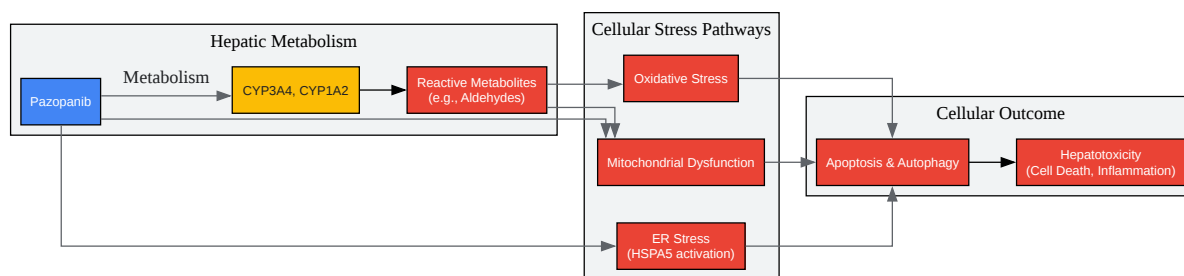 Hepatic Metabolism
Pazopanib
Metabolism
CYP3A4, CYP1A2
Reactive Metabolites
(e.g., Aldehydes)
Cellular Stress Pathways
Oxidative Stress
Mitochondrial Dysfunction
ER Stress
(HSPA5 activation)
Cellular Outcome
Apoptosis & Autophagy
Hepatotoxicity
(Cell Death, Inflammation)